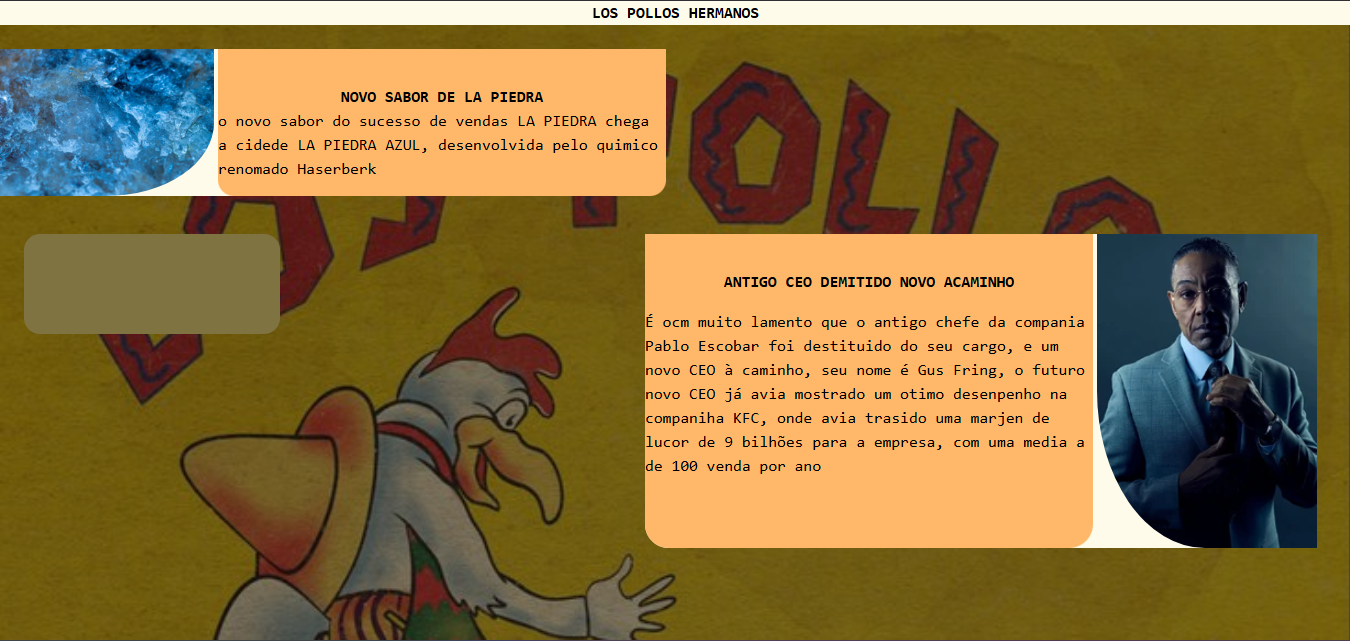 LOS POLLOS HERMANOS
NOVO SABOR DE LA PIEDRA
o novo sabor do sucesso de vendas LA PIEDRA chega
a cidede LA PIEDRA AZUL, desenvolvida pelo quimico
renomado Haserberk
ANTIGO CEO DEMITIDO NOVO ACAMINHO
É ocm muito lamento que o antigo chefe da compania
Pablo Escobar foi destituido do seu cargo, e um
novo CEO à caminho, seu nome é Gus Fring, o futuro
novo CEO já avia mostrado um otimo desenpenho na
companiha KFC, onde avia trasido uma marjen de
lucor de 9 bilhões para a empresa, com uma media a
de 100 venda por ano